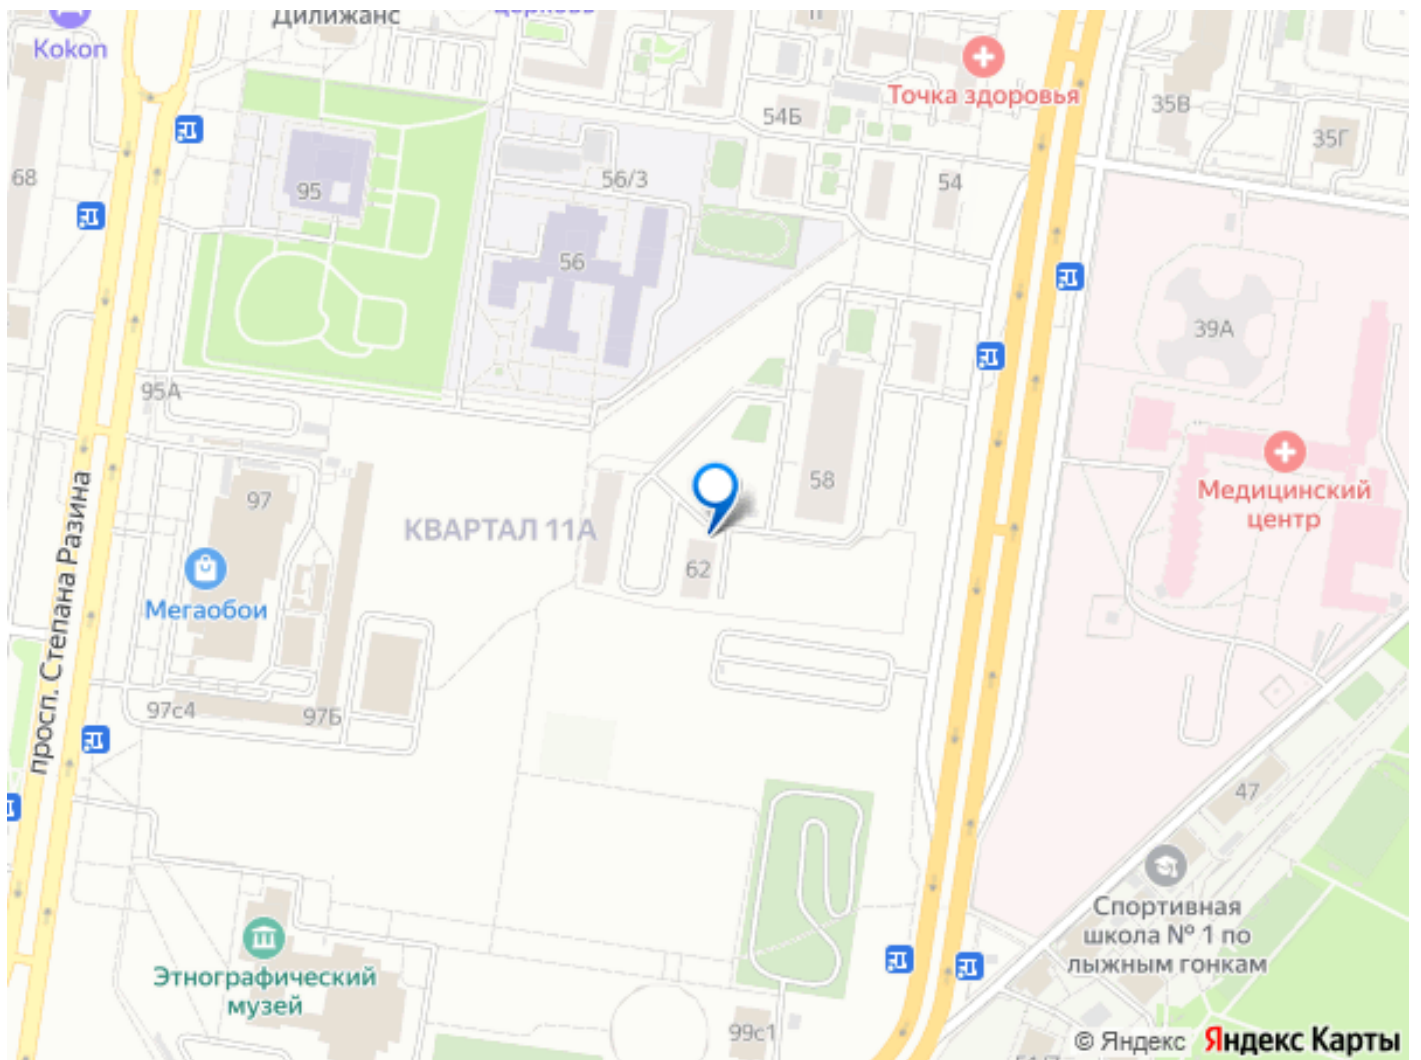 Дилижанс
церковь
Кокоп
Точка здоровья
54Б
35В
35Г
68
95
56/3
54
56
39А
95А
просп. Степана Разина
97
КВАРТАЛ 11А
58
Медицинский
центр
62
Мегаобои
97с4
97Б
47
Спортивная
школа № 1 по
лыжным гонкам
Этнографический
музей
99с1
© Яндекс Яндекс Карты